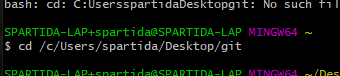 bash: cd: C:UsersspartidaDesktopgit: No such fil
SPARTIDA-LAP+spartida@SPARTIDA-LAP MINGW64 ~
$ cd /c/Users/spartida/Desktop/git
SPARTIDA-LAP+spartida@SPARTIDA-LAP MINGW64 ~/Des